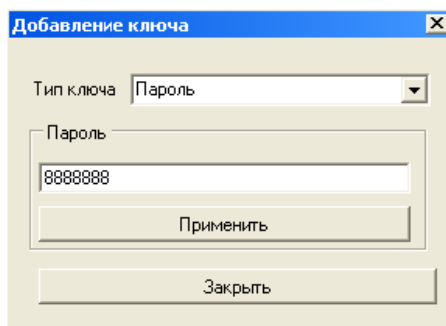 Добавление ключа
Тип ключа Пароль
Пароль
8888888
Применить
Закрыть